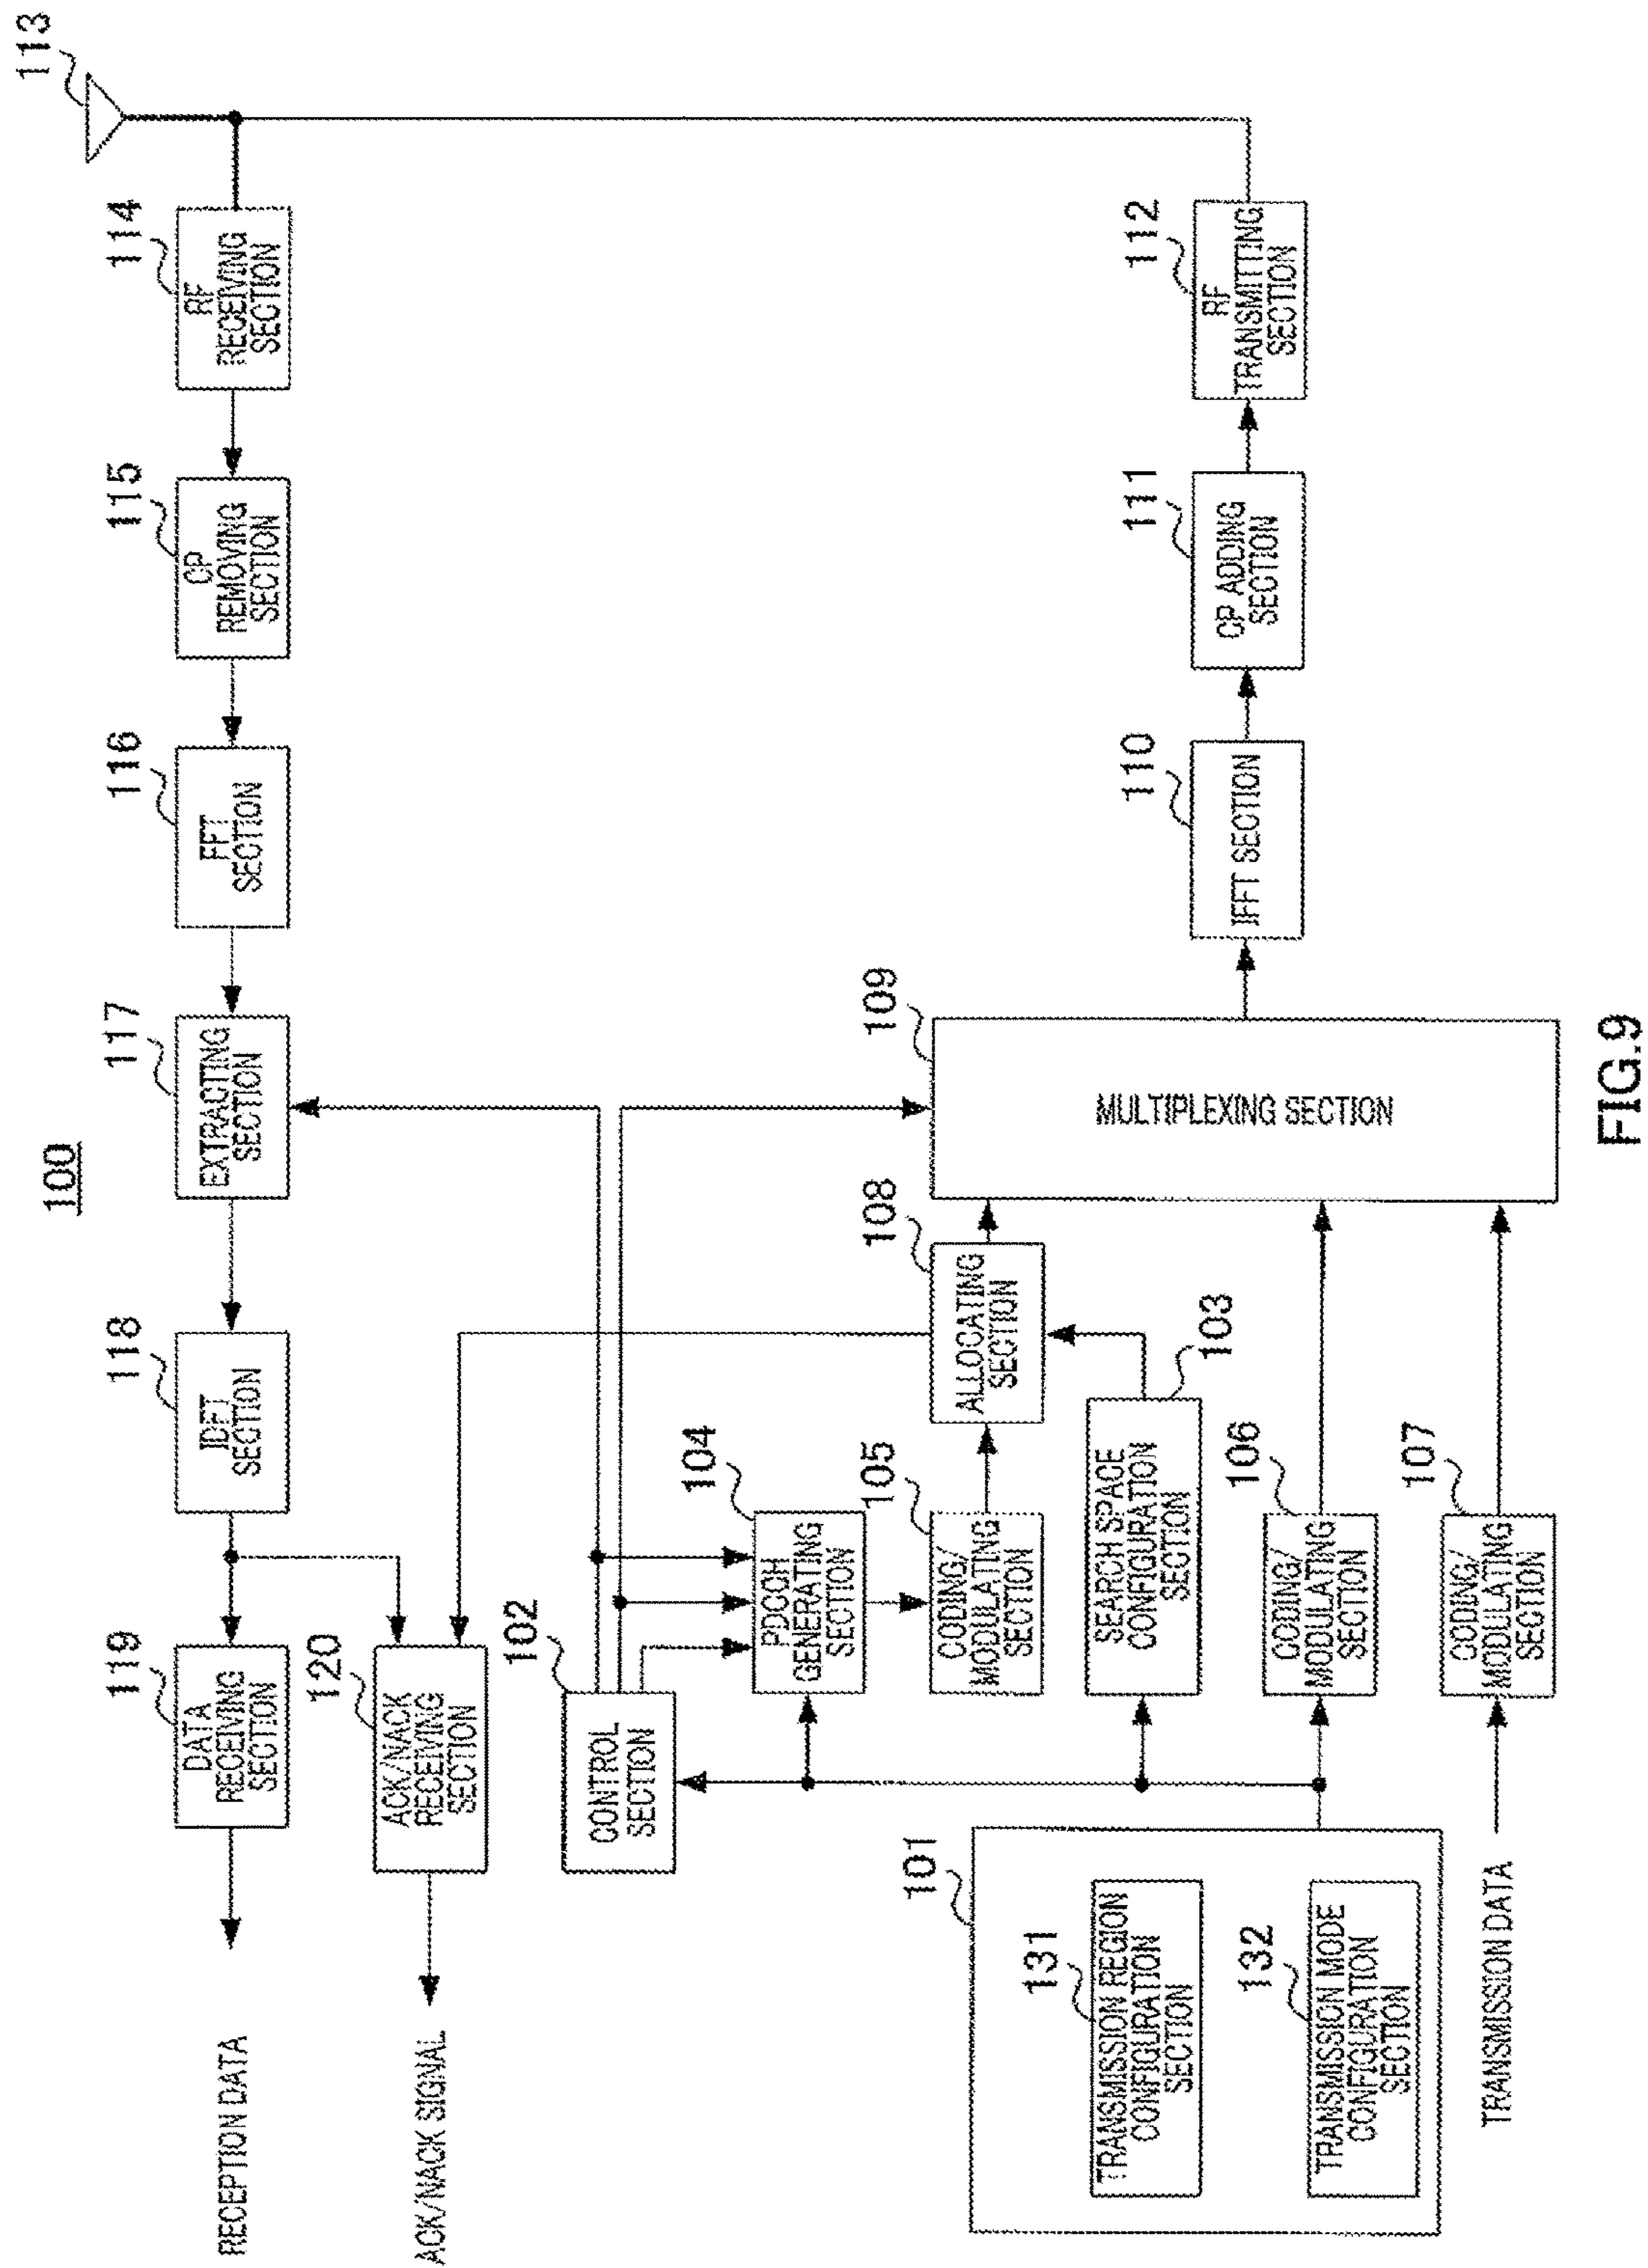 100
RECEPTION DATA
119
DATA
RECEIVING
SECTION
118
IDFT
SECTION
117
EXTRACTING
SECTION
116
FFT
SECTION
115
CP
REMOVING
SECTION
114
RF
RECEIVING
SECTION
113
ACK/NACK SIGNAL
120
ACK/NACK
RECEIVING
SECTION
102
CONTROL
SECTION
104
PDCCH
GENERATING
SECTION
105
CODING/
MODULATING
SECTION
108
ALLOCATING
SECTION
109
MULTIPLEXING SECTION
101
131
TRANSMISSION REGION
CONFIGURATION
SECTION
132
TRANSMISSION MODE
CONFIGURATION
SECTION
103
SEARCH SPACE
CONFIGURATION
SECTION
106
CODING/
MODULATING
SECTION
110
IFFT SECTION
111
CP ADDING
SECTION
112
RF
TRANSMITTING
SECTION
TRANSMISSION DATA
107
CODING/
MODULATING
SECTION
FIG.9